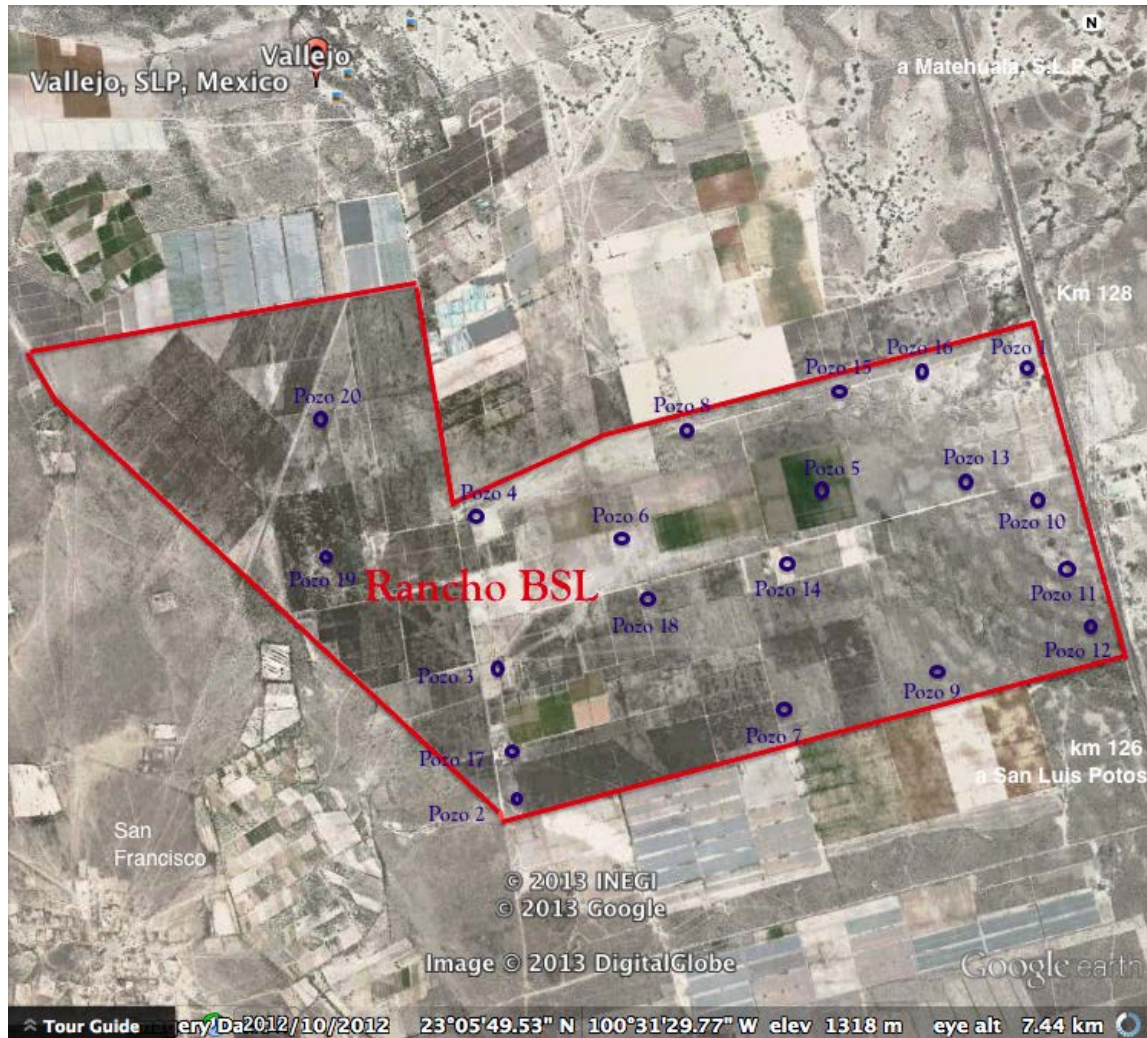 N
Vallejo
Vallejo, SLP, Mexico
a Matehuala, S.L.P.
Km 128
Pozo 16
Pozo 1
Pozo 15
Pozo 20
Pozo 8
Pozo 13
Pozo 5
Pozo 4
Pozo 10
Pozo 6
Pozo 19
Rancho BSL
Pozo 14
Pozo 11
Pozo 18
Pozo 12
Pozo 3
Pozo 9
Pozo 7
km 126
Pozo 17
a San Luis Potos
Pozo 2
San
Francisco
© 2013 INEGI
© 2013 Google
Image © 2013 DigitalGlobe
Google earth
Tour Guide
2012
/10/2012 23°05'49.53" N 100°31'29.77" W elev 1318 m eye alt 7.44 km